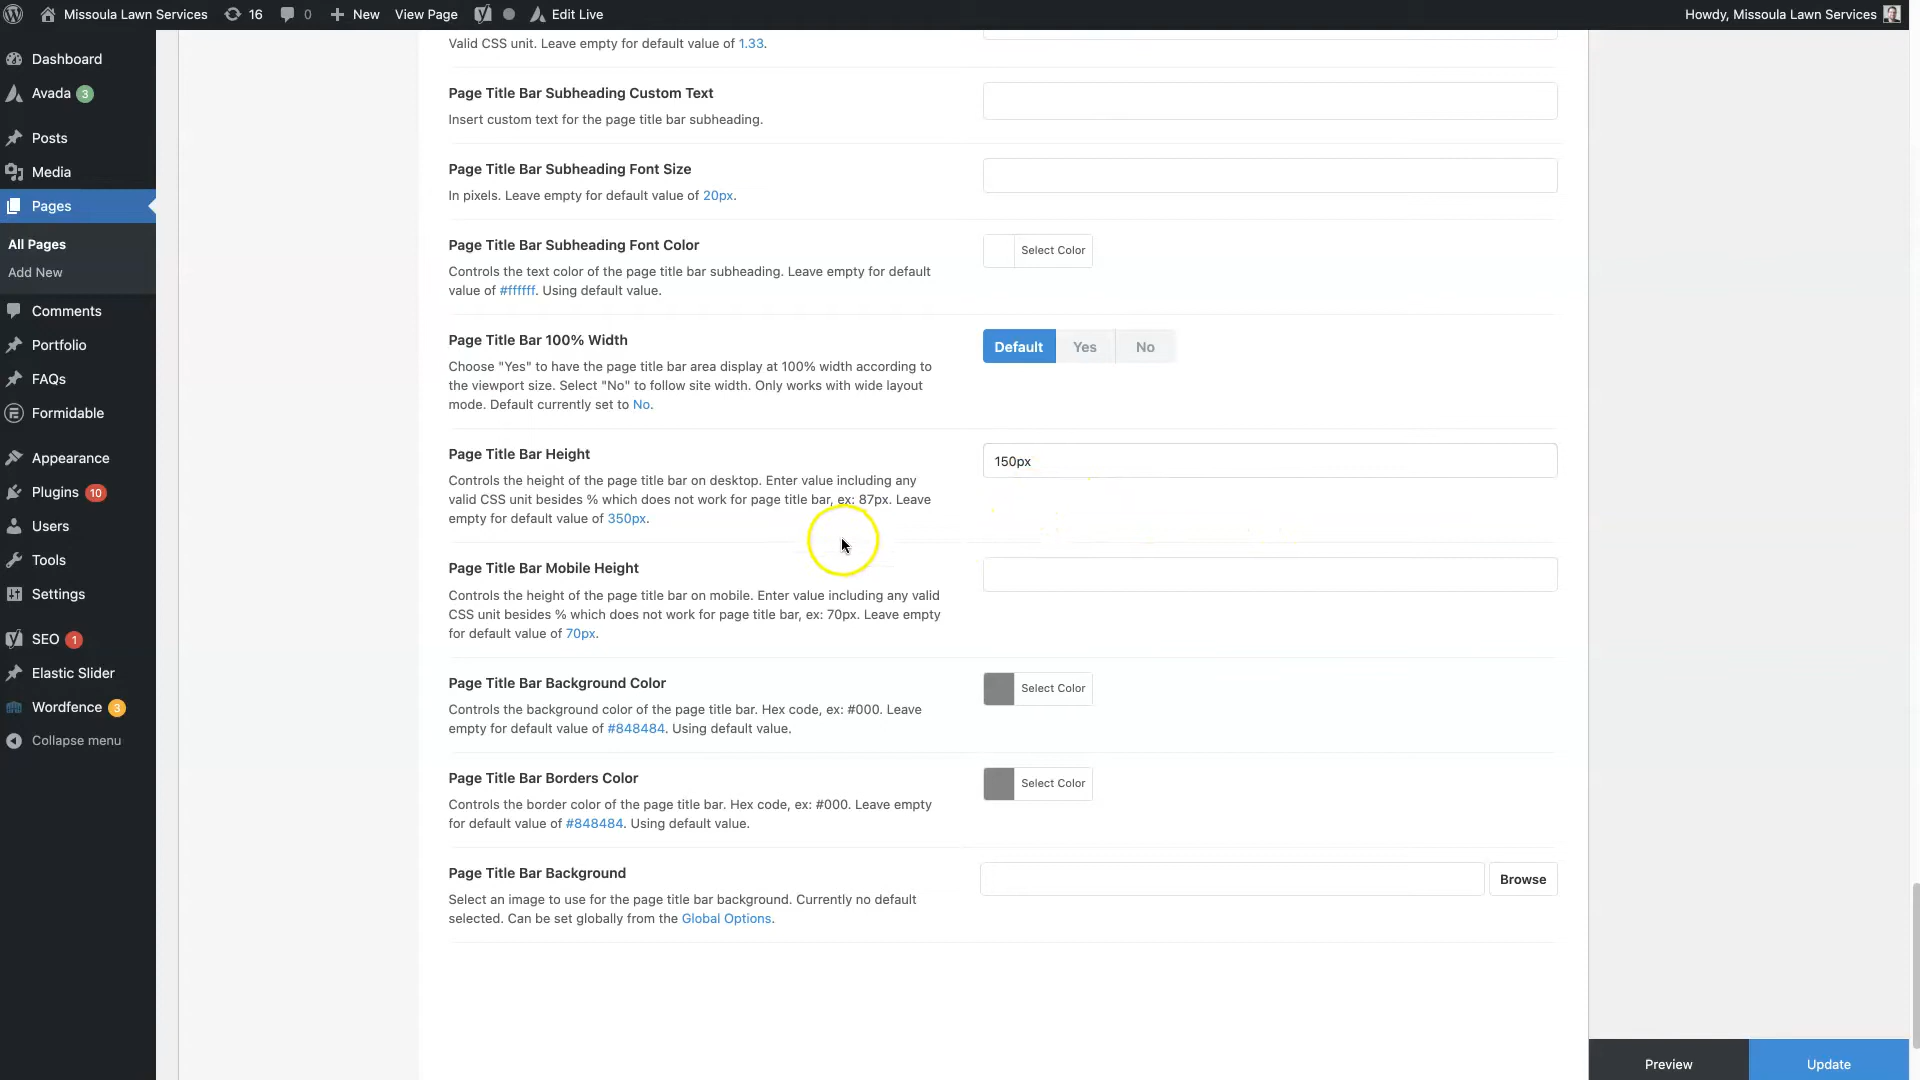 Missoula Lawn Services 16 0 New View Page Edit Live Howdy, Missoula Lawn Services
Dashboard
Avada 3
Posts
Media
Pages
All Pages
Add New
Comments
Portfolio
FAQs
Formidable
Appearance
Plugins 10
Users
Tools
Settings
SEO 1
Elastic Slider
Wordfence 3
Collapse menu
Valid CSS unit. Leave empty for default value of 1.33.
Page Title Bar Subheading Custom Text
Insert custom text for the page title bar subheading.
Page Title Bar Subheading Font Size
In pixels. Leave empty for default value of 20px.
Page Title Bar Subheading Font Color
Select Color
Controls the text color of the page title bar subheading. Leave empty for default
value of #ffffff. Using default value.
Page Title Bar 100% Width
Default Yes No
Choose "Yes" to have the page title bar area display at 100% width according to
the viewport size. Select "No" to follow site width. Only works with wide layout
mode. Default currently set to No.
Page Title Bar Height
150px
Controls the height of the page title bar on desktop. Enter value including any
valid CSS unit besides % which does not work for page title bar, ex: 87px. Leave
empty for default value of 350px.
Page Title Bar Mobile Height
Controls the height of the page title bar on mobile. Enter value including any valid
CSS unit besides % which does not work for page title bar, ex: 70px. Leave empty
for default value of 70px.
Page Title Bar Background Color
Select Color
Controls the background color of the page title bar. Hex code, ex: #000. Leave
empty for default value of #848484. Using default value.
Page Title Bar Borders Color
Select Color
Controls the border color of the page title bar. Hex code, ex: #000. Leave empty
for default value of #848484. Using default value.
Page Title Bar Background
Browse
Select an image to use for the page title bar background. Currently no default
selected. Can be set globally from the Global Options.
Preview Update